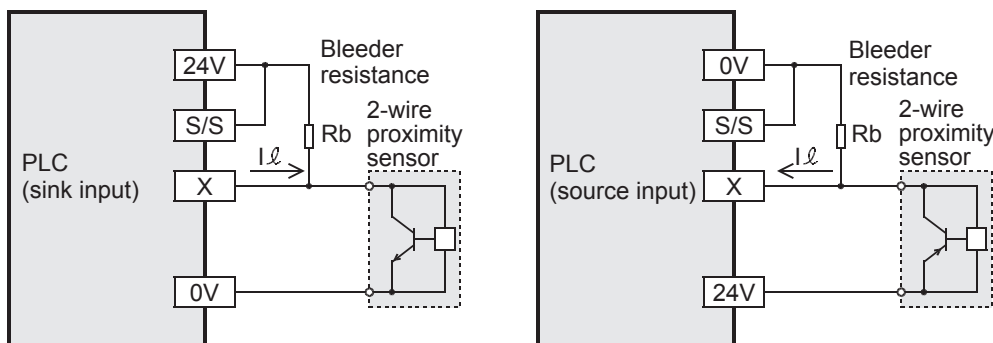 24V
Bleeder
resistance
S/S
Rb
2-wire
proximity
sensor
Iℓ
PLC
(sink input)
X
0V
0V
Bleeder
resistance
S/S
Rb
2-wire
proximity
sensor
Iℓ
PLC
(source input)
X
24V